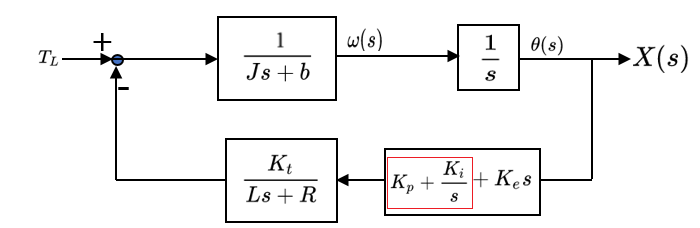 +
T_L
-
1
Js + b
ω(s)
1
s
θ(s)
X(s)
K_t
Ls + R
K_p + K_i/s + K_e s